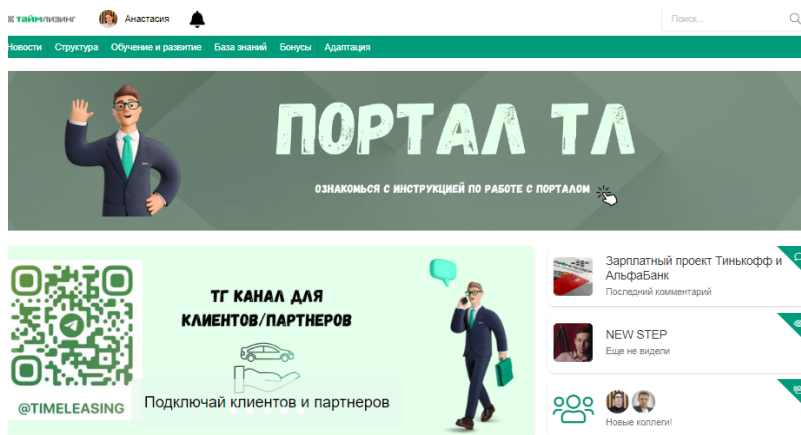 таймлизинг
Анастасия
Поиск...
Новости Структура Обучение и развитие База знаний Бонусы Адаптация
ПОРТАЛ ТЛ
ОЗНАКОМЬСЯ С ИНСТРУКЦИЕЙ ПО РАБОТЕ С ПОРТАЛОМ
ТГ КАНАЛ ДЛЯ
КЛИЕНТОВ/ПАРТНЕРОВ
@TIMELEASING
Подключай клиентов и партнеров
Зарплатный проект Тинькофф и
АльфаБанк
Последний комментарий
NEW STEP
Еще не видели
Новые коллеги!